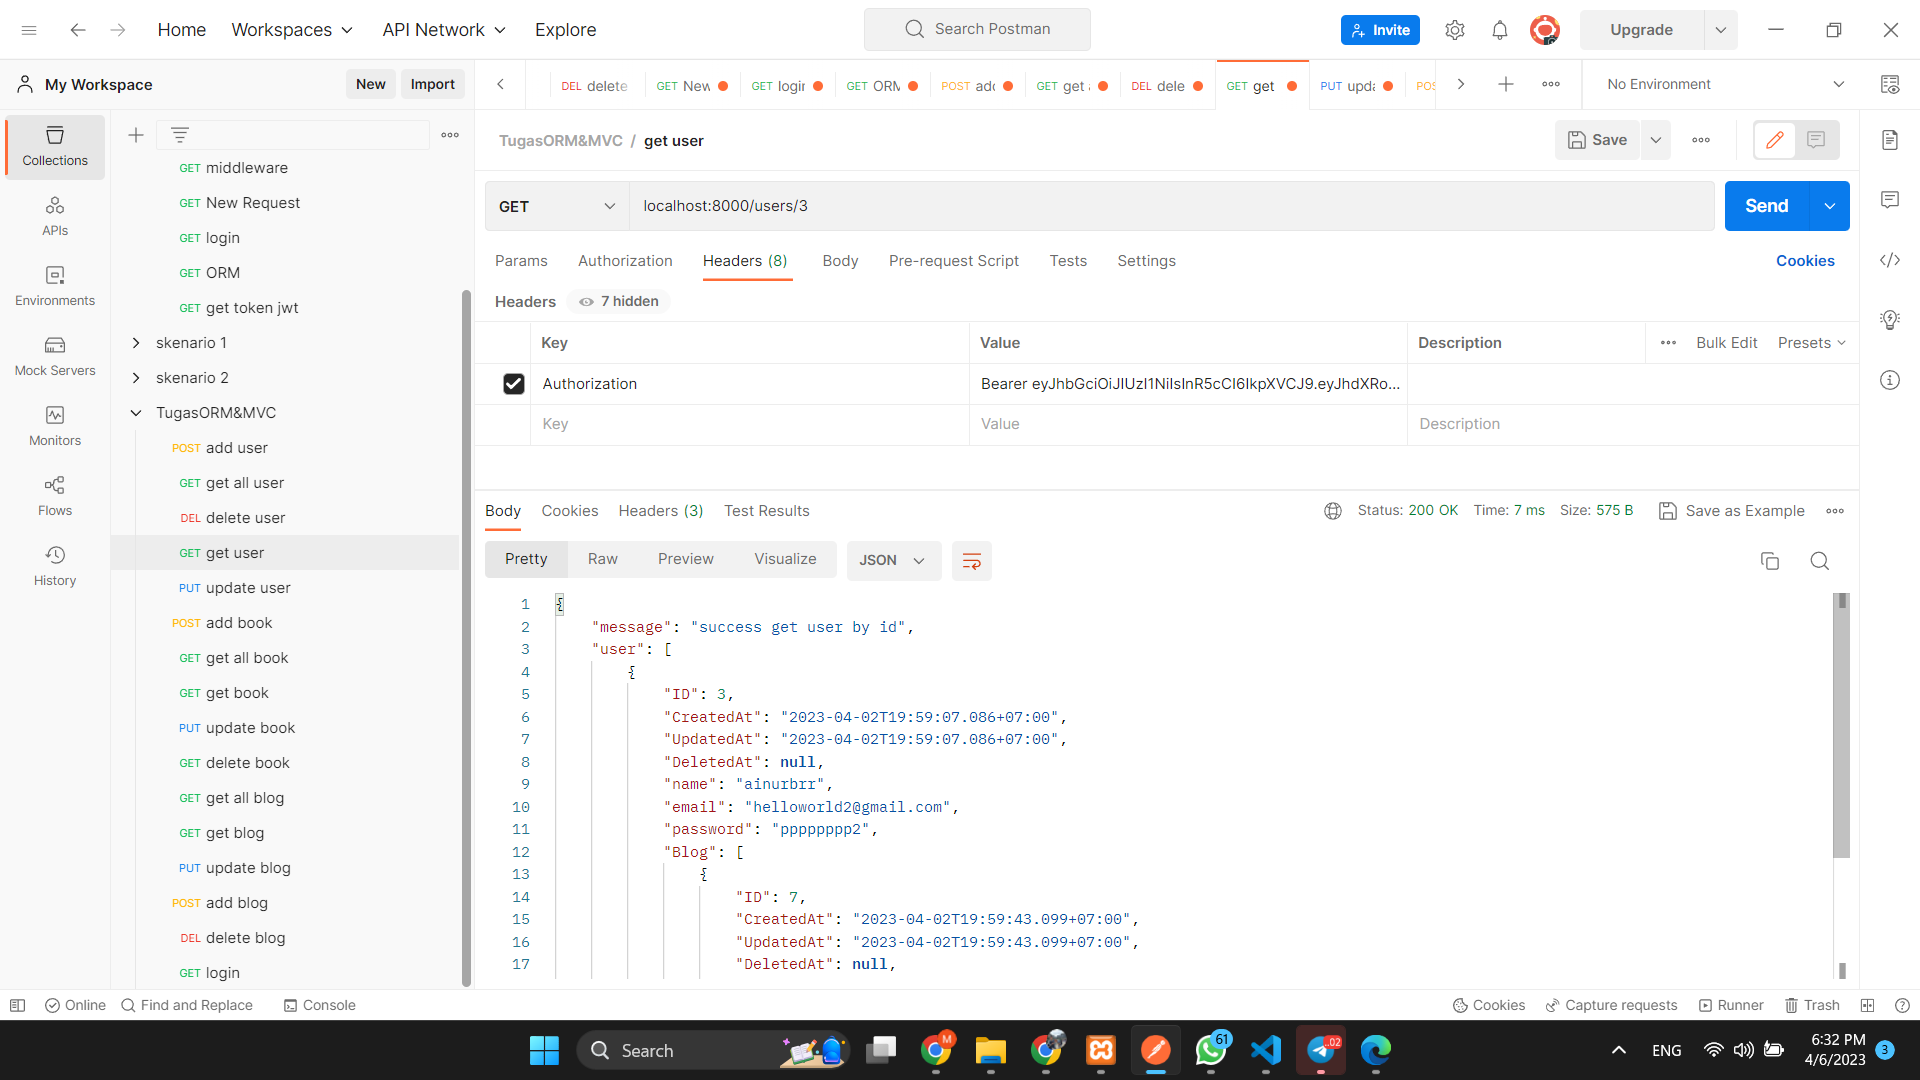 Home Workspaces API Network Explore Search Postman Invite Upgrade
My Workspace New Import
DEL delete GET New GET login GET ORM POST add GET get DEL dele GET get PUT upda No Environment
Collections
APIs
Environments
Mock Servers
Monitors
Flows
History
GET middleware
GET New Request
GET login
GET ORM
GET get token jwt
skenario 1
skenario 2
TugasORM&MVC
POST add user
GET get all user
DEL delete user
GET get user
PUT update user
POST add book
GET get all book
GET get book
PUT update book
GET delete book
GET get all blog
GET get blog
PUT update blog
POST add blog
DEL delete blog
GET login
TugasORM&MVC / get user Save
GET localhost:8000/users/3 Send
Params Authorization Headers (8) Body Pre-request Script Tests Settings Cookies
Headers 7 hidden
Key Value Description Bulk Edit Presets
Authorization Bearer eyJhbGciOiJIUzI1NiIsInR5cCI6IkpXVCJ9.eyJhdXRo...
Key Value Description
Body Cookies Headers (3) Test Results Status: 200 OK Time: 7 ms Size: 575 B Save as Example
Pretty Raw Preview Visualize JSON
1 {
2 "message": "success get user by id",
3 "user": [
4 {
5 "ID": 3,
6 "CreatedAt": "2023-04-02T19:59:07.086+07:00",
7 "UpdatedAt": "2023-04-02T19:59:07.086+07:00",
8 "DeletedAt": null,
9 "name": "ainurbrr",
10 "email": "helloworld2@gmail.com",
11 "password": "pppppppp2",
12 "Blog": [
13 {
14 "ID": 7,
15 "CreatedAt": "2023-04-02T19:59:43.099+07:00",
16 "UpdatedAt": "2023-04-02T19:59:43.099+07:00",
17 "DeletedAt": null,
Online Find and Replace Console Cookies Capture requests Runner Trash
Search M 61 .02 ENG 6:32 PM
4/6/2023 3